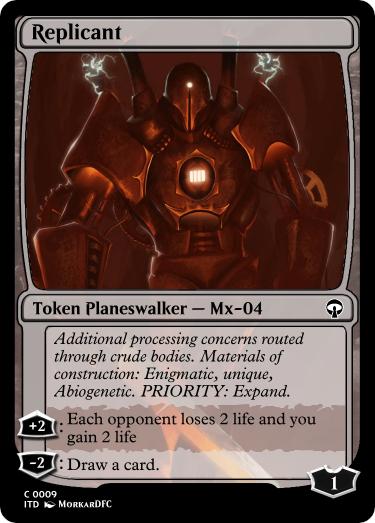 Replicant
Token Planeswalker — Mx-04
Additional processing concerns routed
through crude bodies. Materials of
construction: Enigmatic, unique,
Abiogenetic. PRIORITY: Expand.
+2: Each opponent loses 2 life and you
gain 2 life
-2: Draw a card.
1
C 0009
ITD MorkarDFC